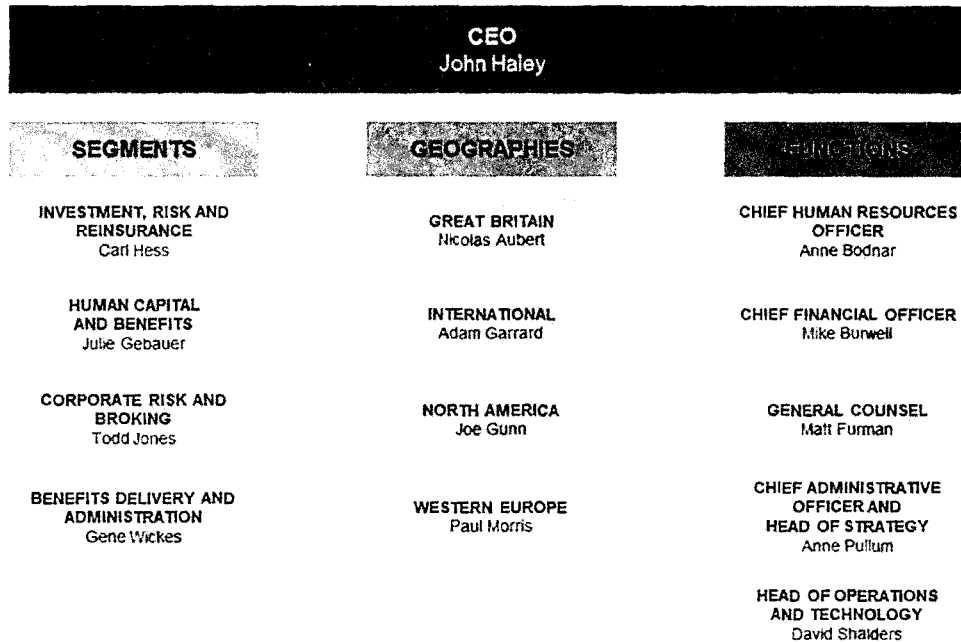 CEO
John Haley
SEGMENTS
INVESTMENT, RISK AND
REINSURANCE
Carl Hess
HUMAN CAPITAL
AND BENEFITS
Julie Gebauer
CORPORATE RISK AND
BROKING
Todd Jones
BENEFITS DELIVERY AND
ADMINISTRATION
Gene Wickes
GEOGRAPHIES
GREAT BRITAIN
Nicolas Aubert
INTERNATIONAL
Adam Garrard
NORTH AMERICA
Joe Gunn
WESTERN EUROPE
Paul Morris
FUNCTIONS
CHIEF HUMAN RESOURCES
OFFICER
Anne Bodnar
CHIEF FINANCIAL OFFICER
Mike Burwell
GENERAL COUNSEL
Matt Furman
CHIEF ADMINISTRATIVE
OFFICER AND
HEAD OF STRATEGY
Anne Pullum
HEAD OF OPERATIONS
AND TECHNOLOGY
David Shalders